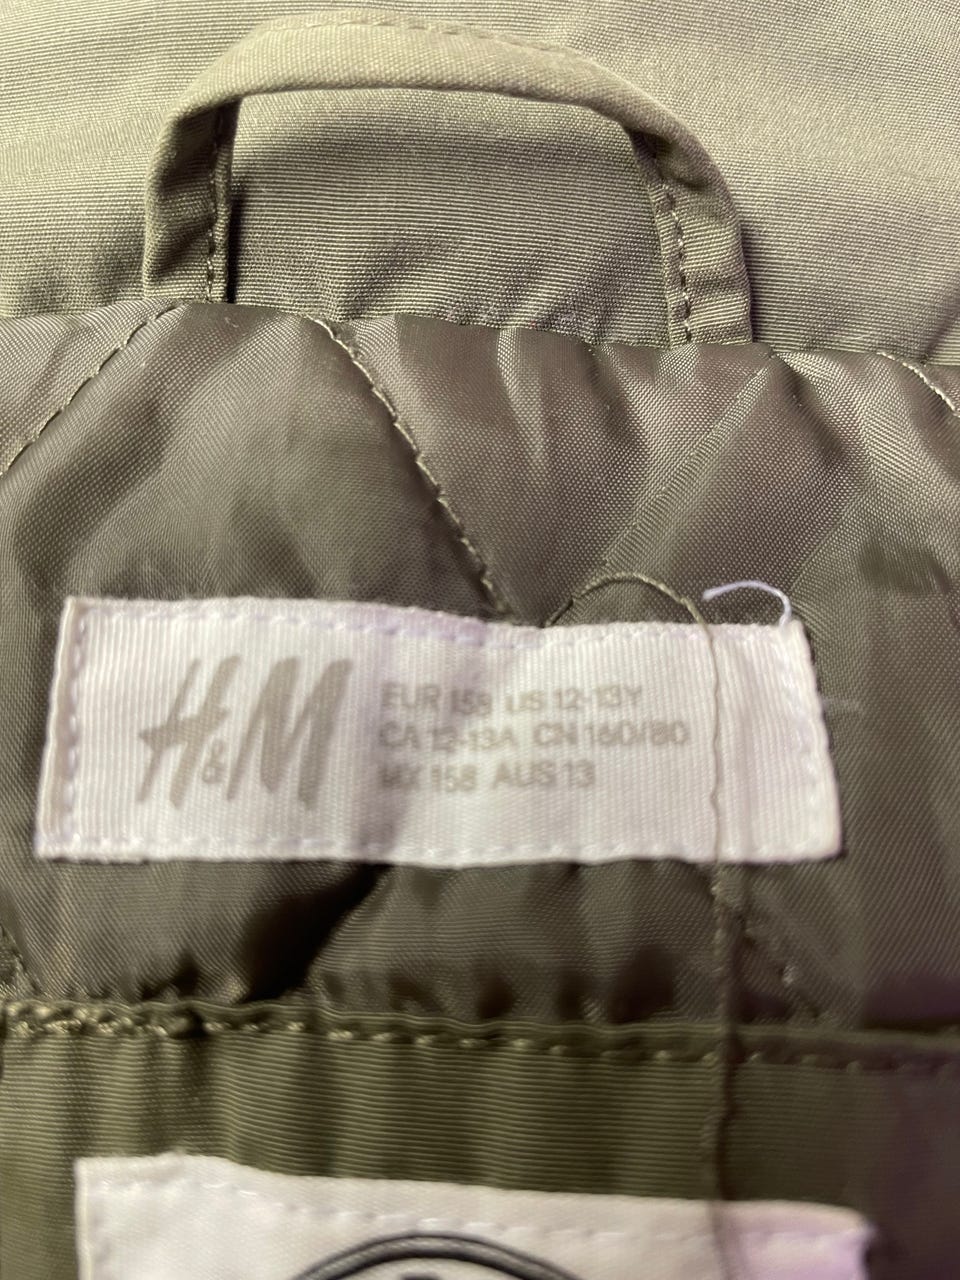 H&M
EUR 158 US 12-13Y
CA 12-13A CN 160/80
MX 158 AUS 13